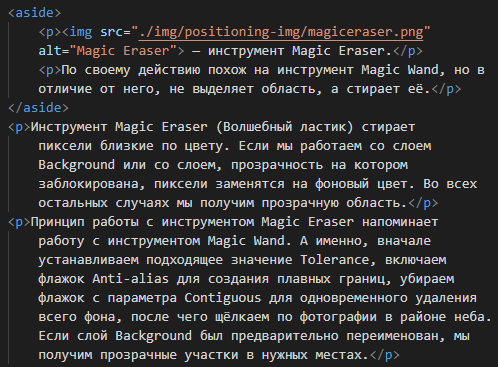 <aside>
<p><img src="./img/positioning-img/magiceraser.png"
alt="Magic Eraser"> — инструмент Magic Eraser.</p>
<p>По своему действию похож на инструмент Magic Wand, но в
отличие от него, не выделяет область, а стирает её.</p>
</aside>
<p>Инструмент Magic Eraser (Волшебный ластик) стирает
пиксели близкие по цвету. Если мы работаем со слоем
Background или со слоем, прозрачность на котором
заблокирована, пиксели заменятся на фоновый цвет. Во всех
остальных случаях мы получим прозрачную область.</p>
<p>Принцип работы с инструментом Magic Eraser напоминает
работу с инструментом Magic Wand. А именно, вначале
устанавливаем подходящее значение Tolerance, включаем
флажок Anti-alias для создания плавных границ, убираем
флажок с параметра Contiguous для одновременного удаления
всего фона, после чего щёлкаем по фотографии в районе неба.
Если слой Background был предварительно переименован, мы
получим прозрачные участки в нужных местах.</p>